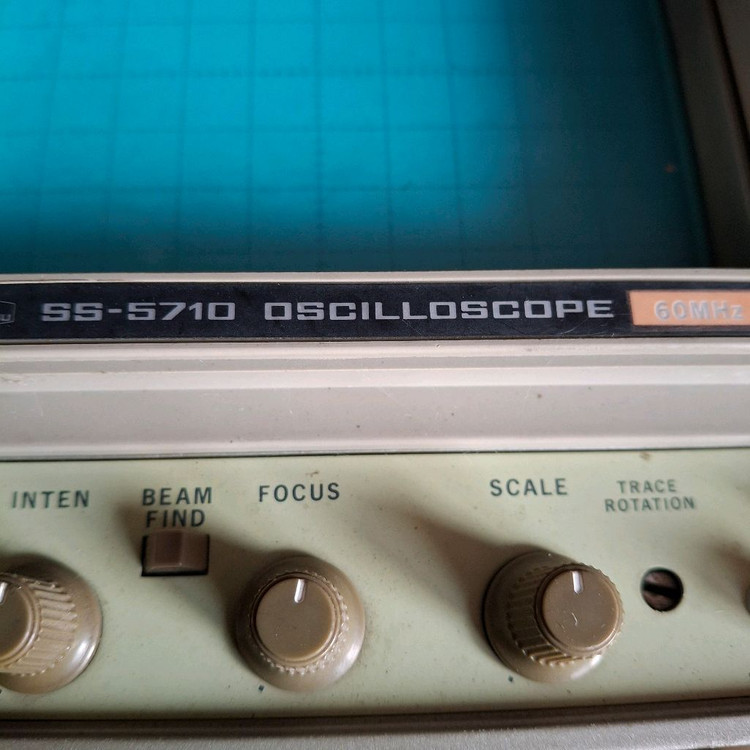 SS-5710 OSCILLOSCOPE 60MHz
INTEN
BEAM
FIND
FOCUS
SCALE
TRACE
ROTATION